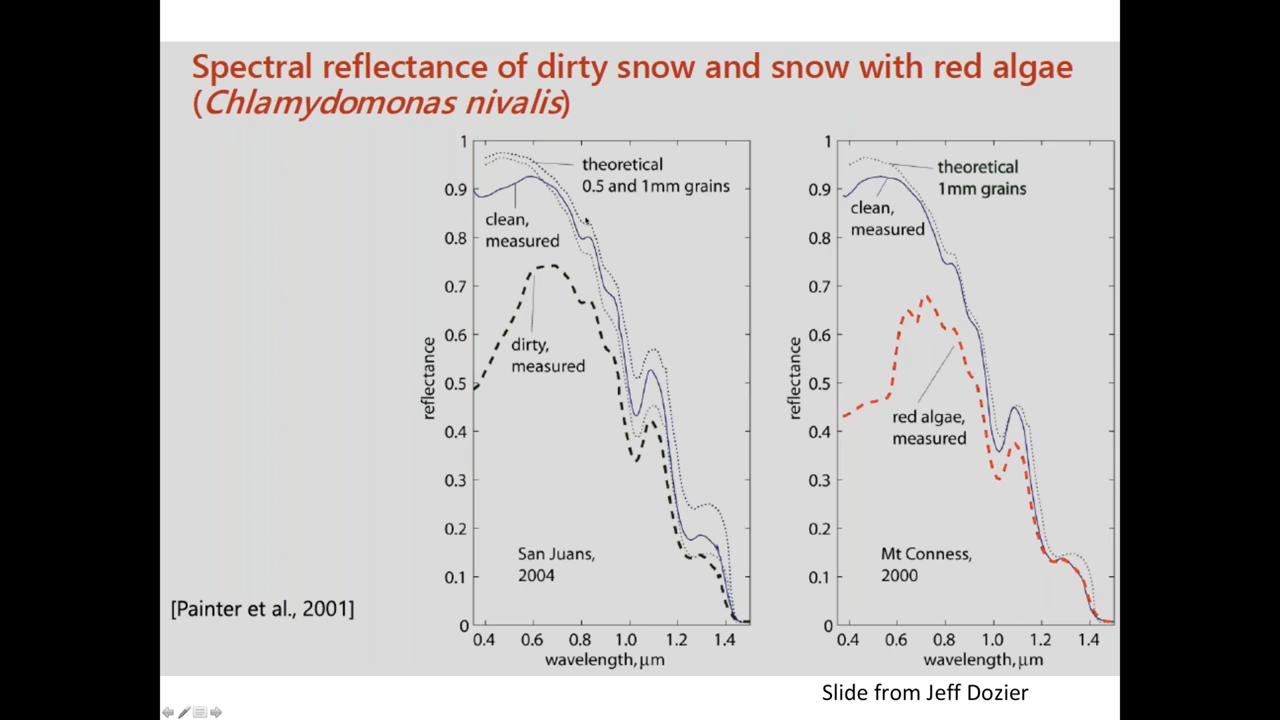 Spectral reflectance of dirty snow and snow with red algae
(Chlamydomonas nivalis)
1
0.9
0.8
0.7
0.6
0.5
0.4
0.3
0.2
0.1
0
reflectance
theoretical
0.5 and 1mm grains
clean,
measured
dirty,
measured
San Juans,
2004
0.4 0.6 0.8 1.0 1.2 1.4
wavelength, μm
1
0.9
0.8
0.7
0.6
0.5
0.4
0.3
0.2
0.1
0
reflectance
theoretical
1mm grains
clean,
measured
red algae,
measured
Mt Conness,
2000
0.4 0.6 0.8 1.0 1.2 1.4
wavelength, μm
[Painter et al., 2001]
Slide from Jeff Dozier